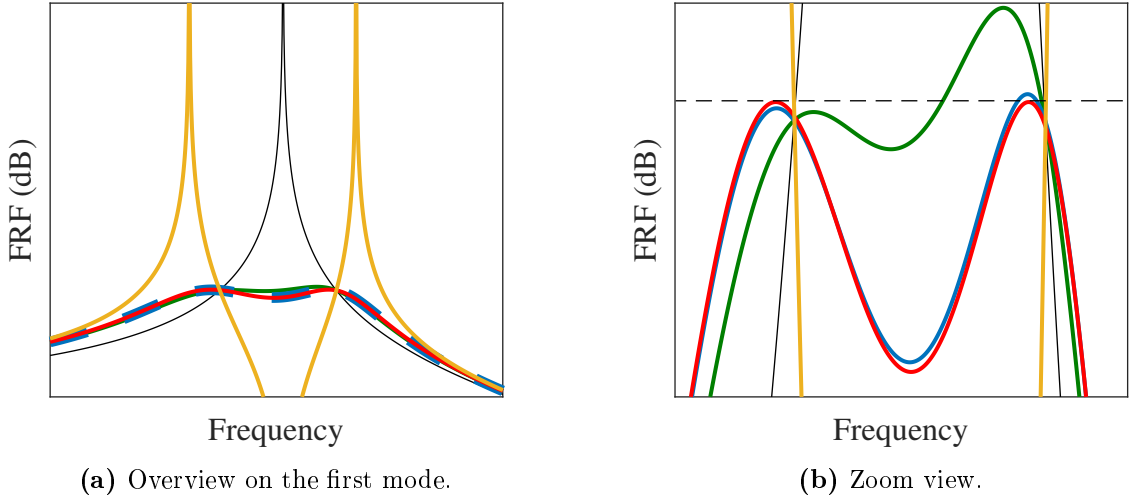 FRF (dB)
Frequency
(a) Overview on the first mode.
FRF (dB)
Frequency
(b) Zoom view.